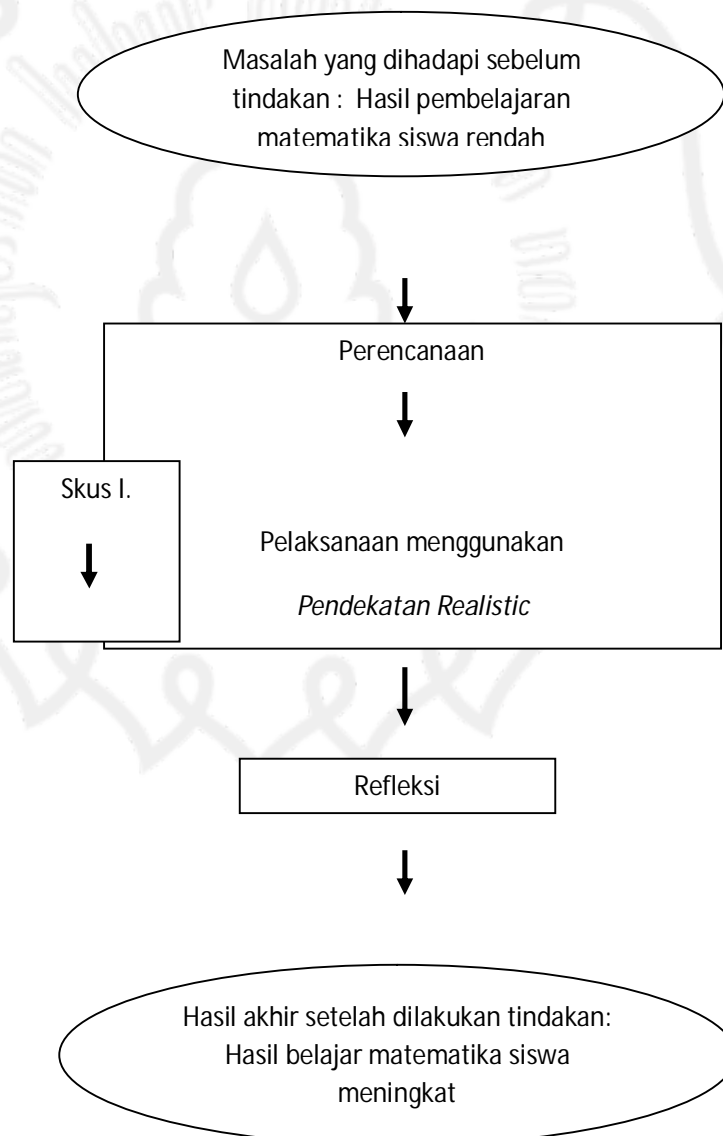 Masalah yang dihadapi sebelum
tindakan : Hasil pembelajaran
matematika siswa rendah
Perencanaan
Skus I.
Pelaksanaan menggunakan
Pendekatan Realistic
Refleksi
Hasil akhir setelah dilakukan tindakan:
Hasil belajar matematika siswa
meningkat